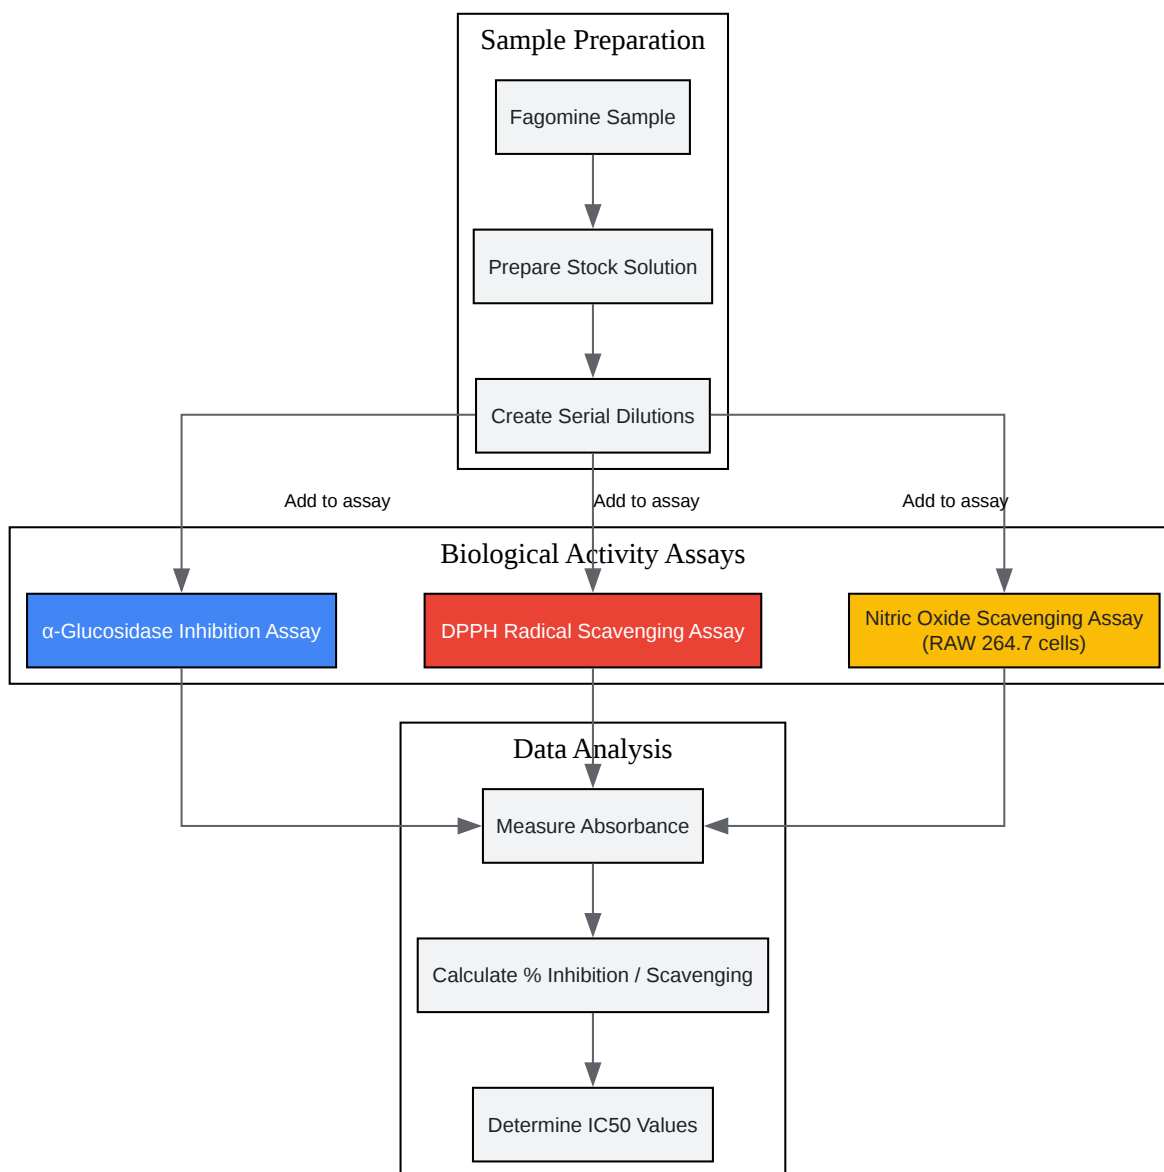 Sample Preparation
Fagomine Sample
Prepare Stock Solution
Create Serial Dilutions
Add to assay
Add to assay
Add to assay
Biological Activity Assays
α-Glucosidase Inhibition Assay
DPPH Radical Scavenging Assay
Nitric Oxide Scavenging Assay
(RAW 264.7 cells)
Data Analysis
Measure Absorbance
Calculate % Inhibition / Scavenging
Determine IC50 Values